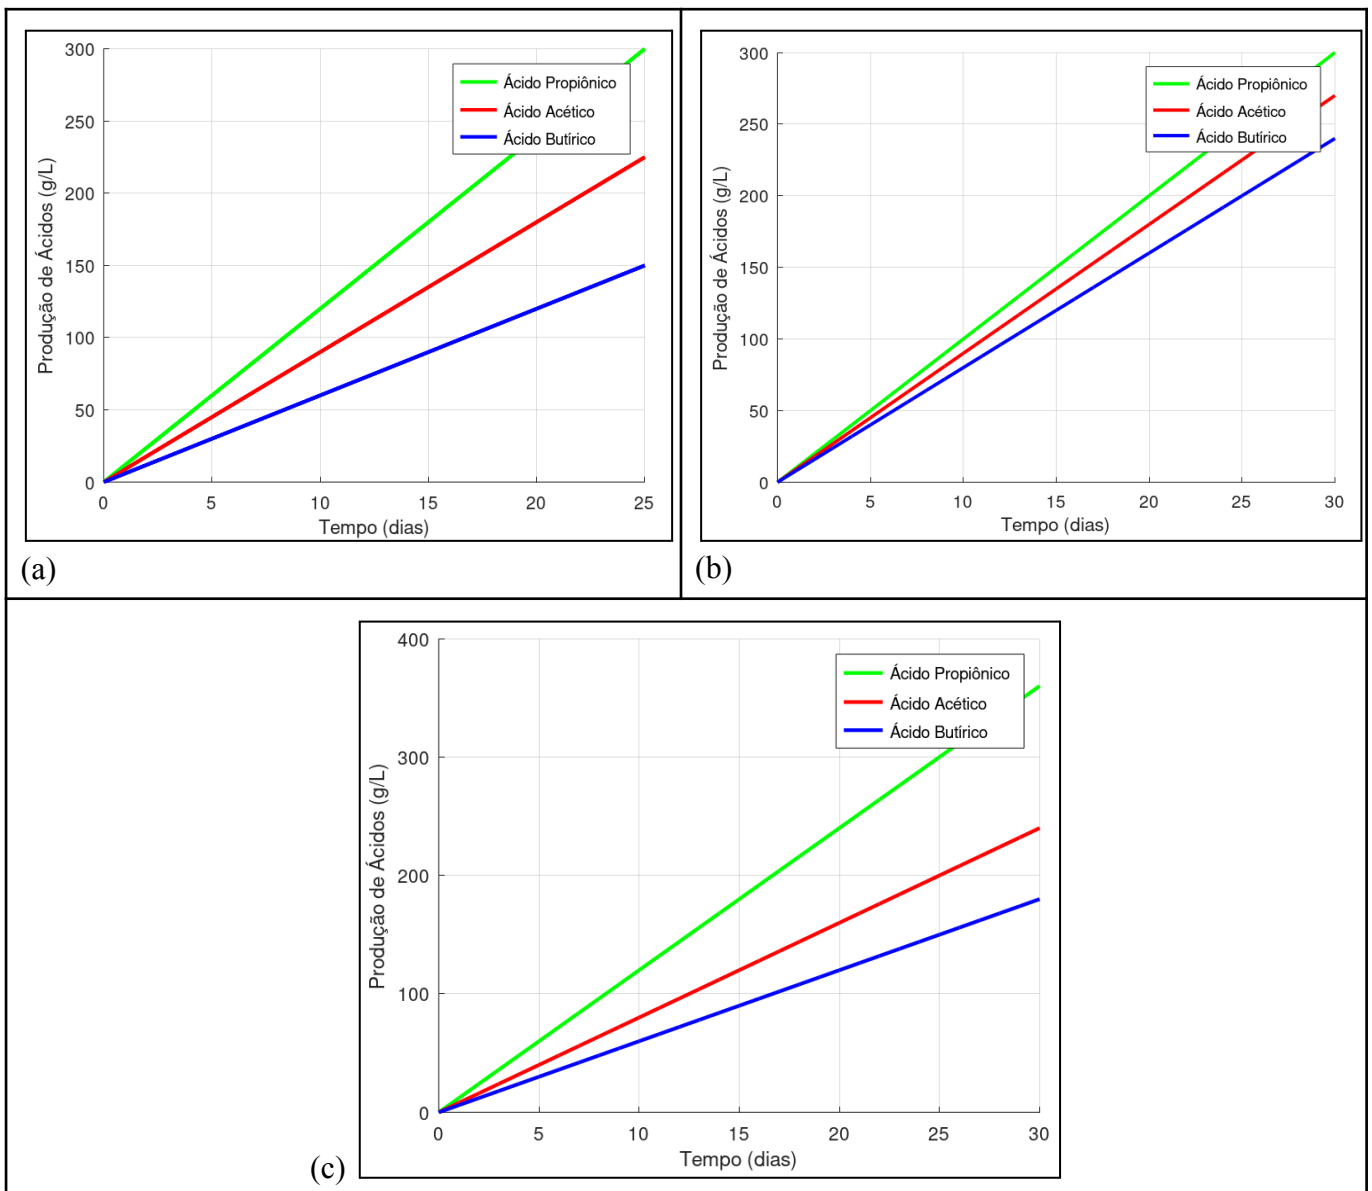 300
250
200
150
100
50
0
Produção de Ácidos (g/L)
Ácido Propiônico
Ácido Acético
Ácido Butírico
0 5 10 15 20 25
Tempo (dias)
(a)
300
250
200
150
100
50
0
Produção de Ácidos (g/L)
Ácido Propiônico
Ácido Acético
Ácido Butírico
0 5 10 15 20 25 30
Tempo (dias)
(b)
400
300
200
100
0
Produção de Ácidos (g/L)
Ácido Propiônico
Ácido Acético
Ácido Butírico
0 5 10 15 20 25 30
Tempo (dias)
(c)